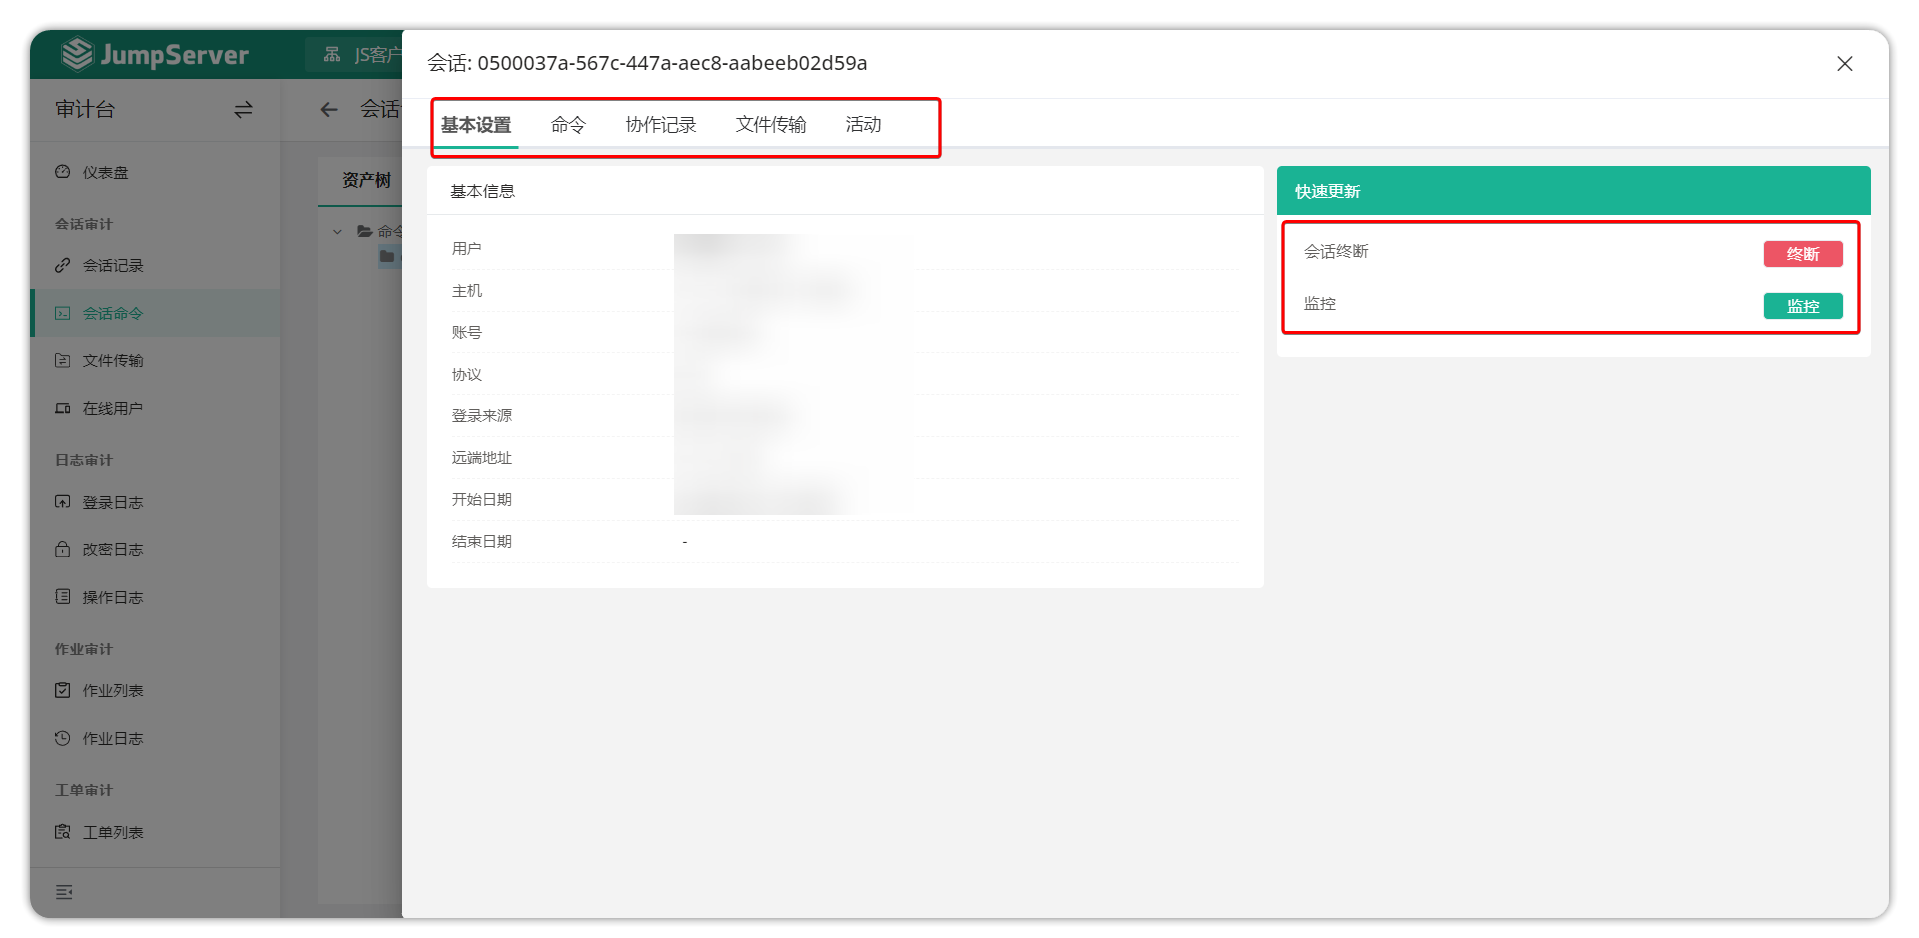 JumpServer
JS客户
审计台
仪表盘
会话审计
会话记录
会话命令
文件传输
在线用户
日志审计
登录日志
改密日志
操作日志
作业审计
作业列表
作业日志
工单审计
工单列表
会话
资产树
命令
会话: 0500037a-567c-447a-aec8-aabeeb02d59a
基本设置 命令 协作记录 文件传输 活动
基本信息
用户
主机
账号
协议
登录来源
远端地址
开始日期
结束日期 -
快速更新
会话终断 终断
监控 监控